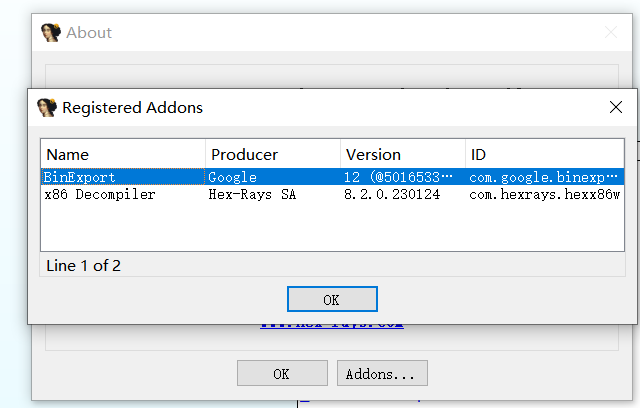 About
Registered Addons
Name Producer Version ID
BinExport Google 12 (@5016533··· com.google.binexp···
x86 Decompiler Hex-Rays SA 8.2.0.230124 com.hexrays.hexx86w
Line 1 of 2
OK
OK Addons...